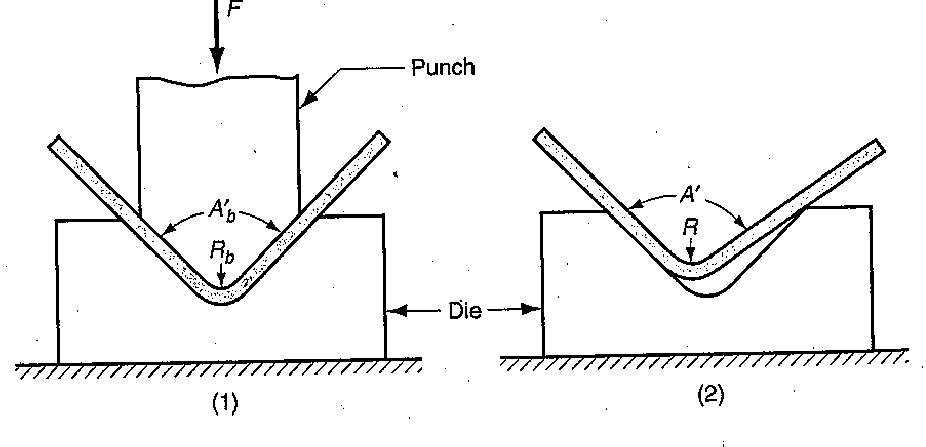 F
Punch
A'b
Rb
A'
R
Die
(1)
(2)